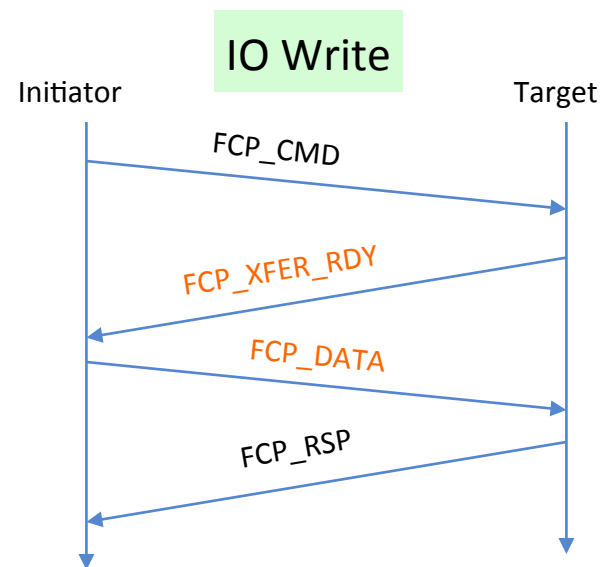 IO Write
Initiator
Target
FCP_CMD
FCP_XFER_RDY
FCP_DATA
FCP_RSP